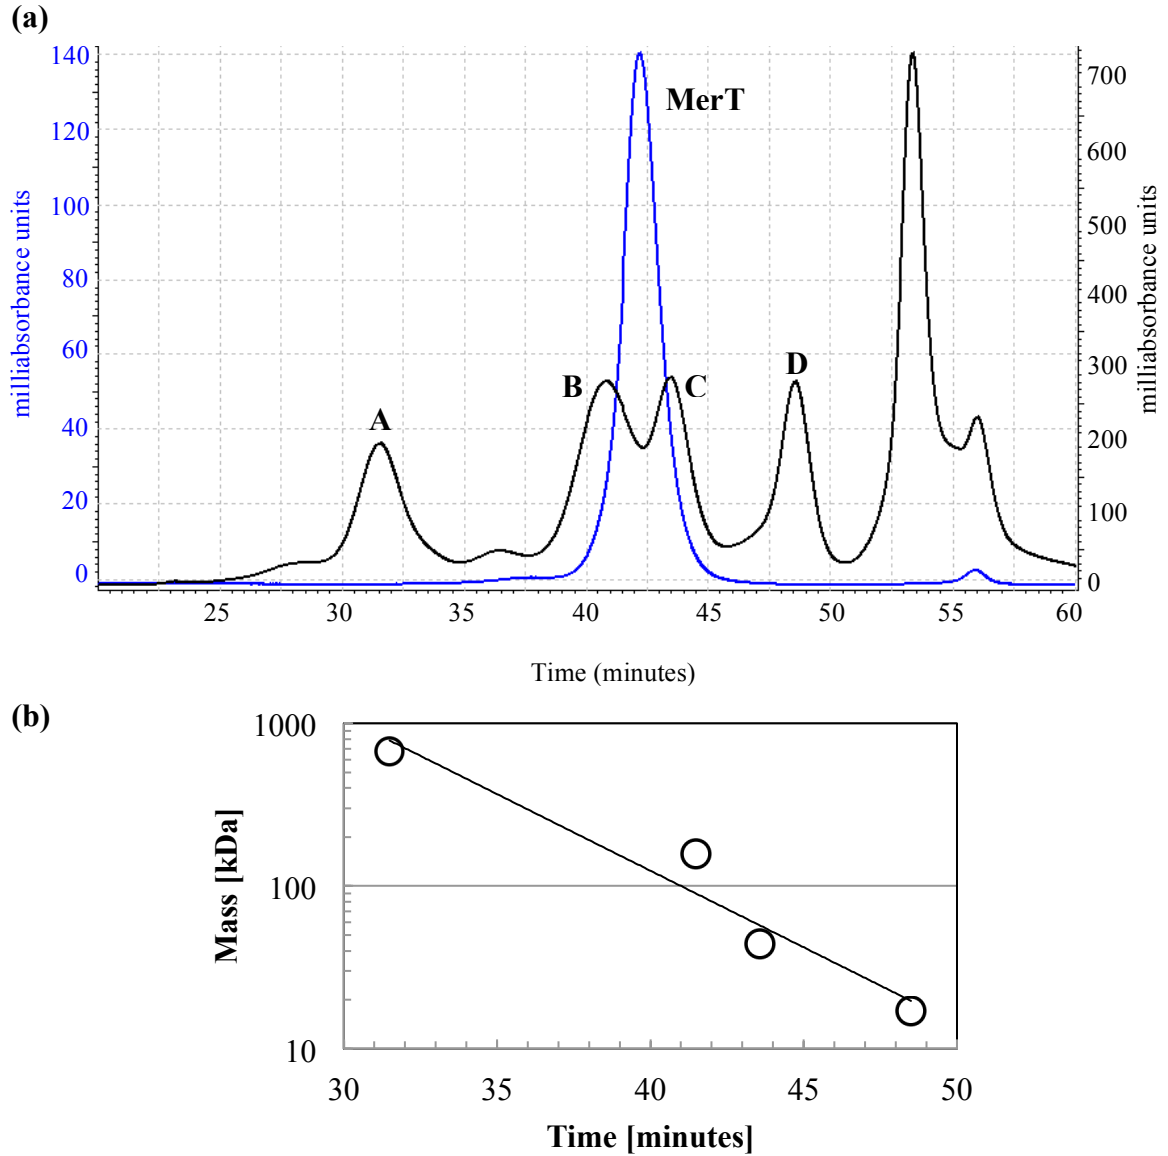 (a)
140
120
100
80
60
40
20
0
milliabsorbance units
700
600
500
400
300
200
100
0
milliabsorbance units
MerT
A
B
C
D
25 30 35 40 45 50 55 60
Time (minutes)
(b)
1000
100
10
Mass [kDa]
30 35 40 45 50
Time [minutes]